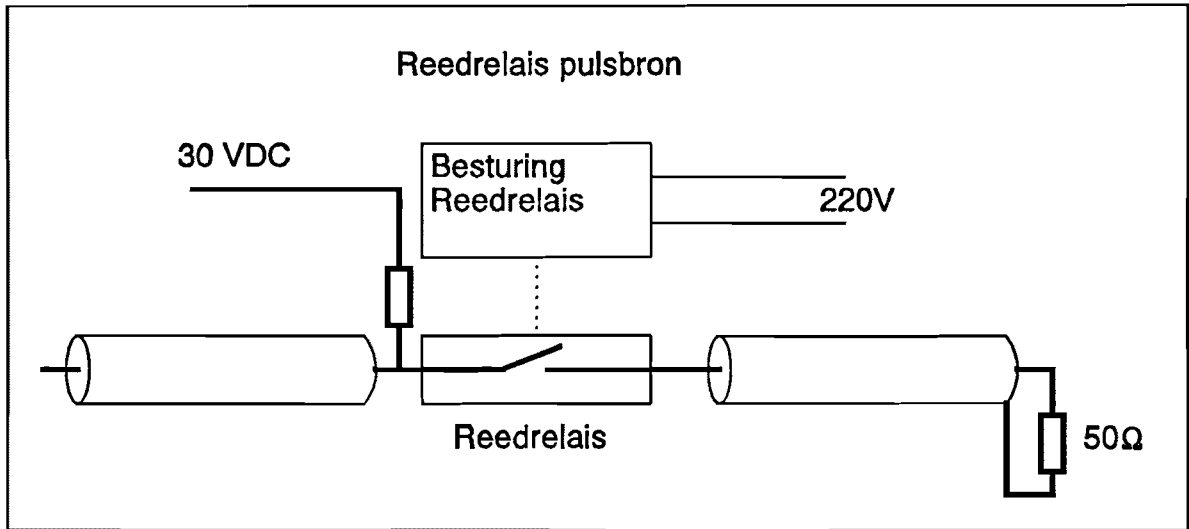 Reedrelais pulsbron
30 VDC
Besturing
Reedrelais
220V
Reedrelais
50Ω